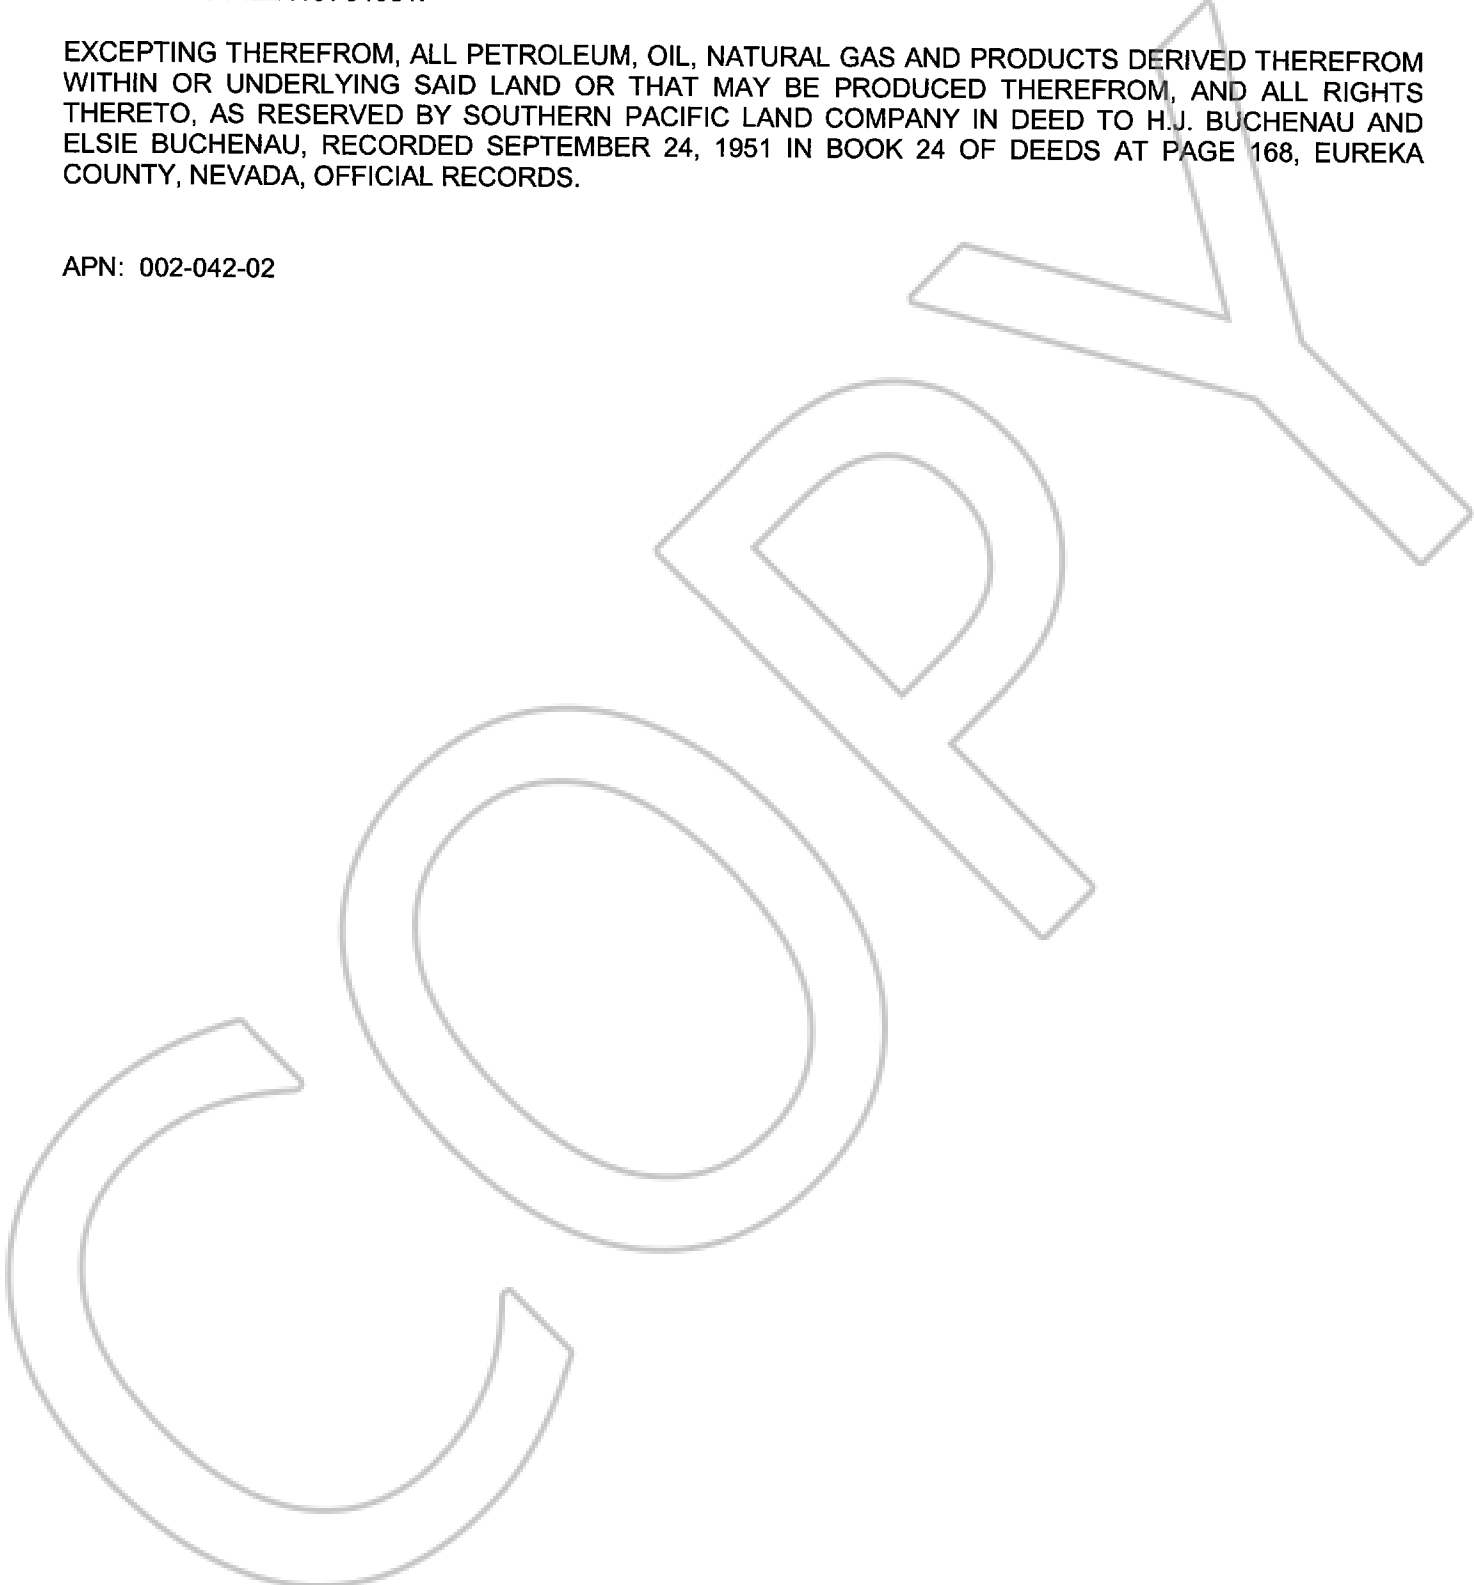 EXCEPTING THEREFROM, ALL PETROLEUM, OIL, NATURAL GAS AND PRODUCTS DERIVED THEREFROM
WITHIN OR UNDERLYING SAID LAND OR THAT MAY BE PRODUCED THEREFROM, AND ALL RIGHTS
THERETO, AS RESERVED BY SOUTHERN PACIFIC LAND COMPANY IN DEED TO H.J. BUCHENAU AND
ELSIE BUCHENAU, RECORDED SEPTEMBER 24, 1951 IN BOOK 24 OF DEEDS AT PAGE 168, EUREKA
COUNTY, NEVADA, OFFICIAL RECORDS.
APN: 002-042-02
COPY